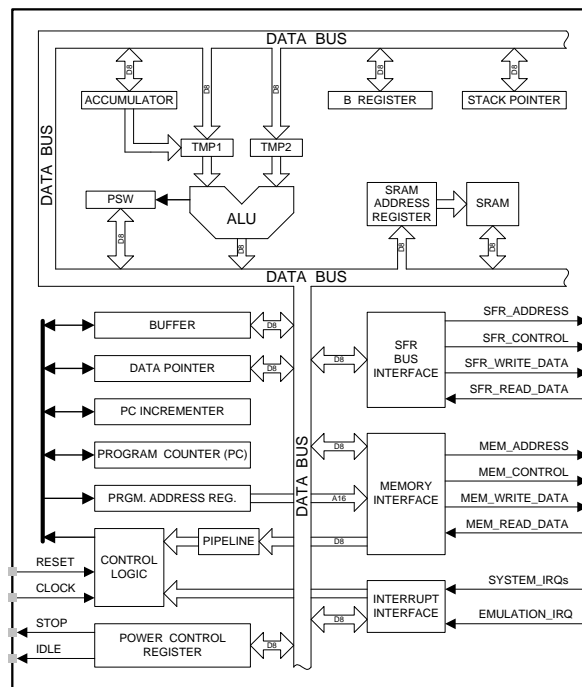 DATA BUS
D8
D8
D8
D8
D8
ACCUMULATOR
B REGISTER
STACK POINTER
DATA BUS
TMP1
TMP2
PSW
ALU
SRAM
ADDRESS
REGISTER
SRAM
D8
D8
D8
D8
DATA BUS
BUFFER
D8
DATA POINTER
D8
PC INCREMENTER
PROGRAM COUNTER (PC)
PRGM. ADDRESS REG.
A16
CONTROL
LOGIC
PIPELINE
D8
RESET
CLOCK
STOP
IDLE
POWER CONTROL
REGISTER
D8
DATA BUS
D8
SFR
BUS
INTERFACE
SFR_ADDRESS
SFR_CONTROL
SFR_WRITE_DATA
SFR_READ_DATA
D8
MEMORY
INTERFACE
MEM_ADDRESS
MEM_CONTROL
MEM_WRITE_DATA
MEM_READ_DATA
D8
INTERRUPT
INTERFACE
SYSTEM_IRQs
EMULATION_IRQ